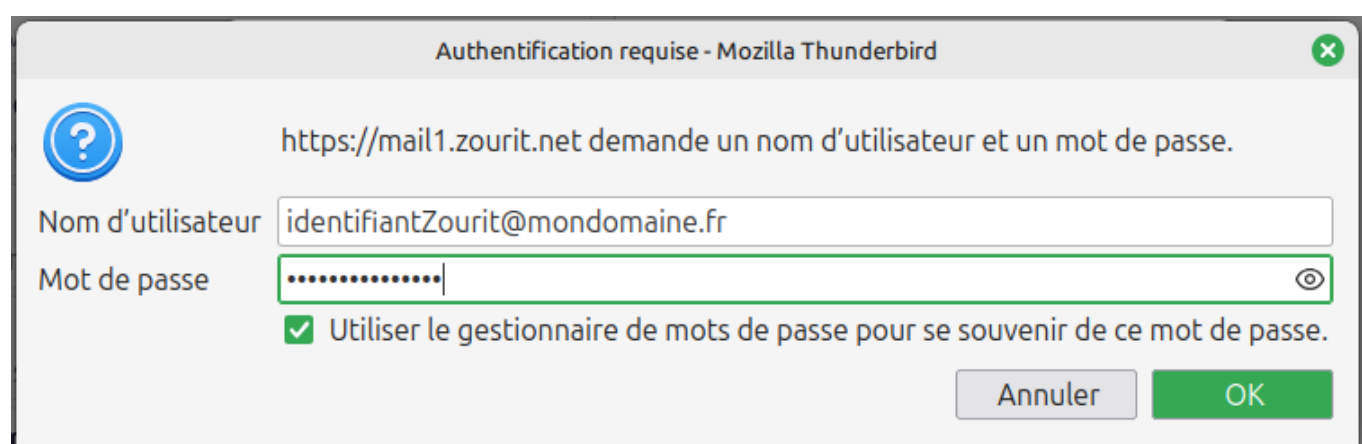 Authentification requise - Mozilla Thunderbird
https://mail1.zourit.net demande un nom d’utilisateur et un mot de passe.
Nom d’utilisateur identifiantZourit@mondomaine.fr
Mot de passe •••••••••••••••
Utiliser le gestionnaire de mots de passe pour se souvenir de ce mot de passe.
Annuler OK